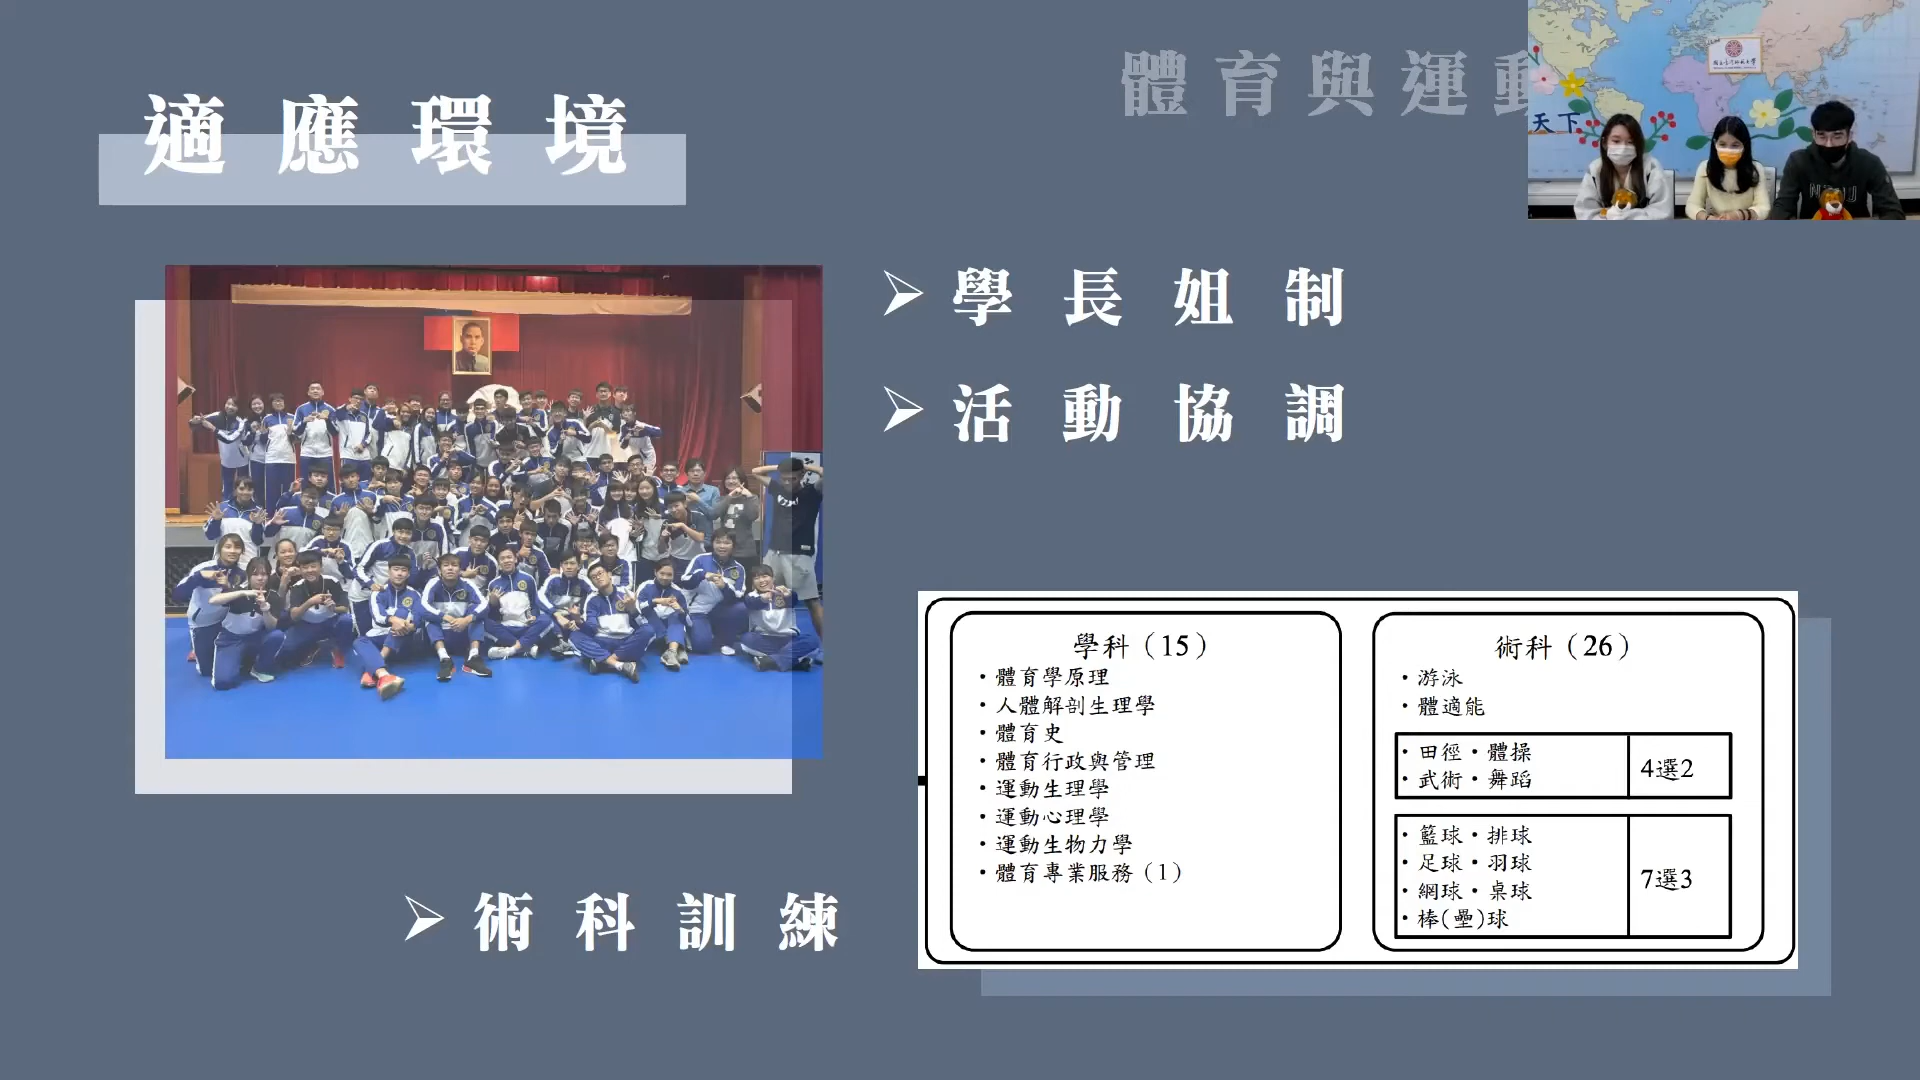 體育與運動
適應環境
天下
➢ 學長姐制
➢ 活動協調
➢ 術科訓練
學科（15）
・體育學原理
・人體解剖生理學
・體育史
・體育行政與管理
・運動生理學
・運動心理學
・運動生物力學
・體育專業服務（1）
術科（26）
・游泳
・體適能
・田徑・體操
・武術・舞蹈
4選2
・籃球・排球
・足球・羽球
・網球・桌球
・棒(壘)球
7選3